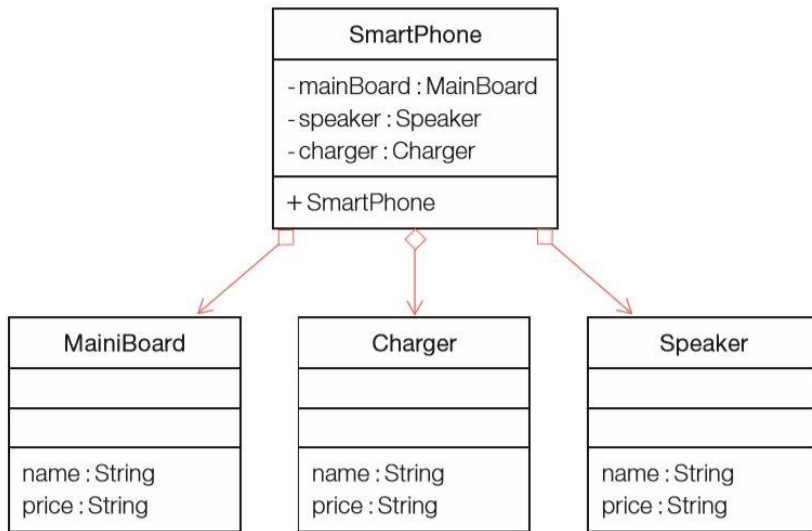 SmartPhone
- mainBoard : MainBoard
- speaker : Speaker
- charger : Charger
+ SmartPhone
MainiBoard
name : String
price : String
Charger
name : String
price : String
Speaker
name : String
price : String